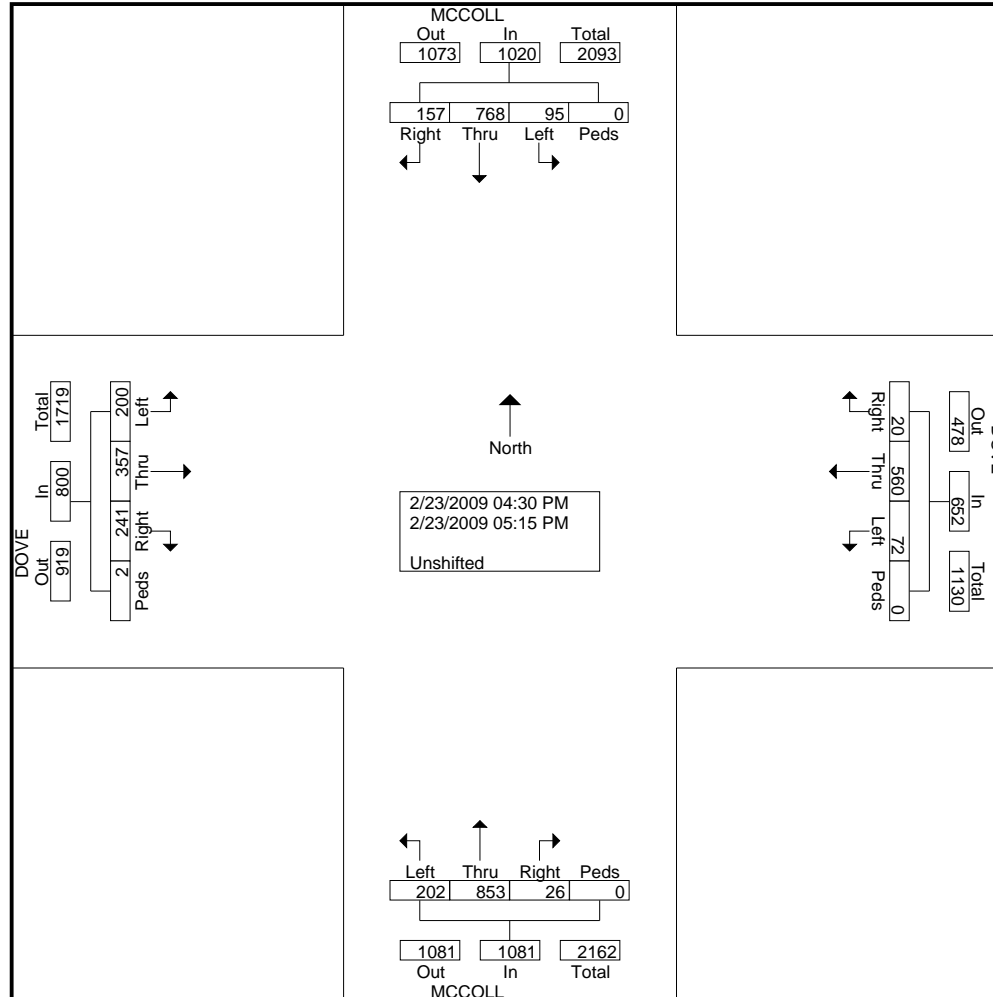 MCCOLL
Out In Total
1073 1020 2093
157 768 95 0
Right Thru Left Peds
Total 1719
In 800
Out 919
DOVE
200 357 241 2
Left Thru Right Peds
North
2/23/2009 04:30 PM
2/23/2009 05:15 PM
Unshifted
Right Thru Left Peds
20 560 72 0
Out In Total
478 652 1130
Left Thru Right Peds
202 853 26 0
1081 1081 2162
Out In Total
MCCOLL